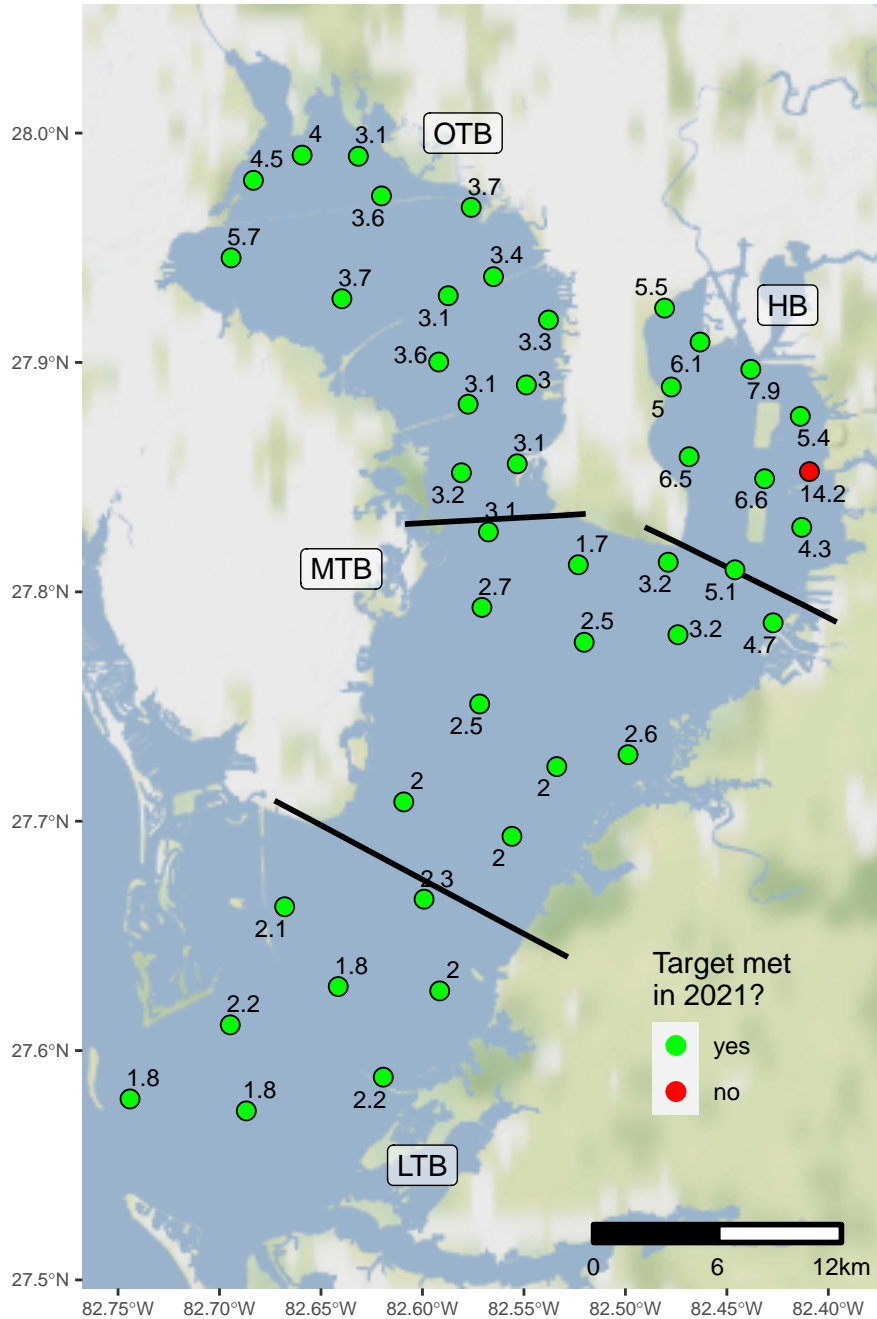 28.0°N
27.9°N
27.8°N
27.7°N
27.6°N
27.5°N
82.75°W 82.70°W 82.65°W 82.60°W 82.55°W 82.50°W 82.45°W 82.40°W
OTB
4
3.1
4.5
3.7
3.6
5.7
3.4
3.7
3.1
3.3
3.6
3
3.1
3.1
3.2
3.1
HB
5.5
6.1
7.9
5
5.4
6.5
6.6
14.2
4.3
5.1
MTB
1.7
3.2
2.7
2.5
3.2
4.7
2.5
2.6
2
2
2
2.3
2.1
1.8
2
2.2
1.8
1.8
2.2
LTB
Target met
in 2021?
yes
no
0 6 12km